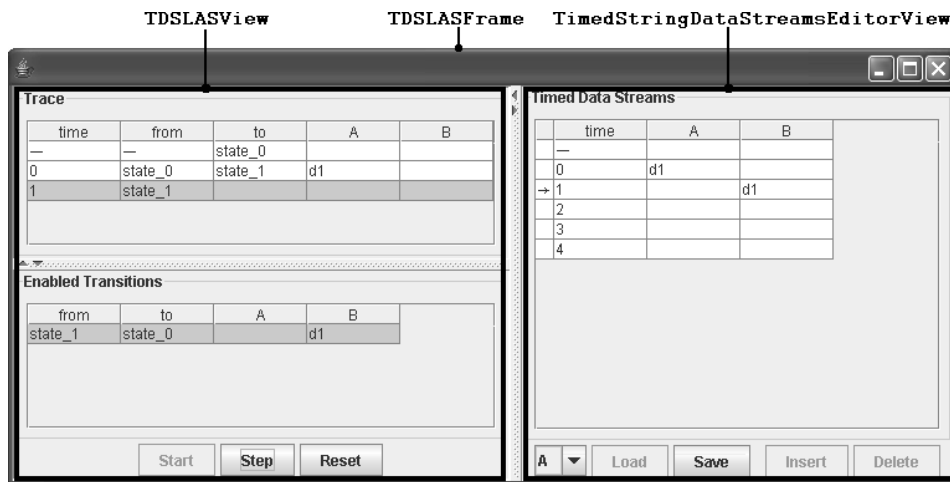 TDSLASView TDSLASFrame TimedStringDataStreamsEditorView
Trace
time from to A B
— — state_0
0 state_0 state_1 d1
1 state_1
Enabled Transitions
from to A B
state_1 state_0 d1
Start Step Reset
Timed Data Streams
time A B
—
0 d1
→ 1 d1
2
3
4
A Load Save Insert Delete